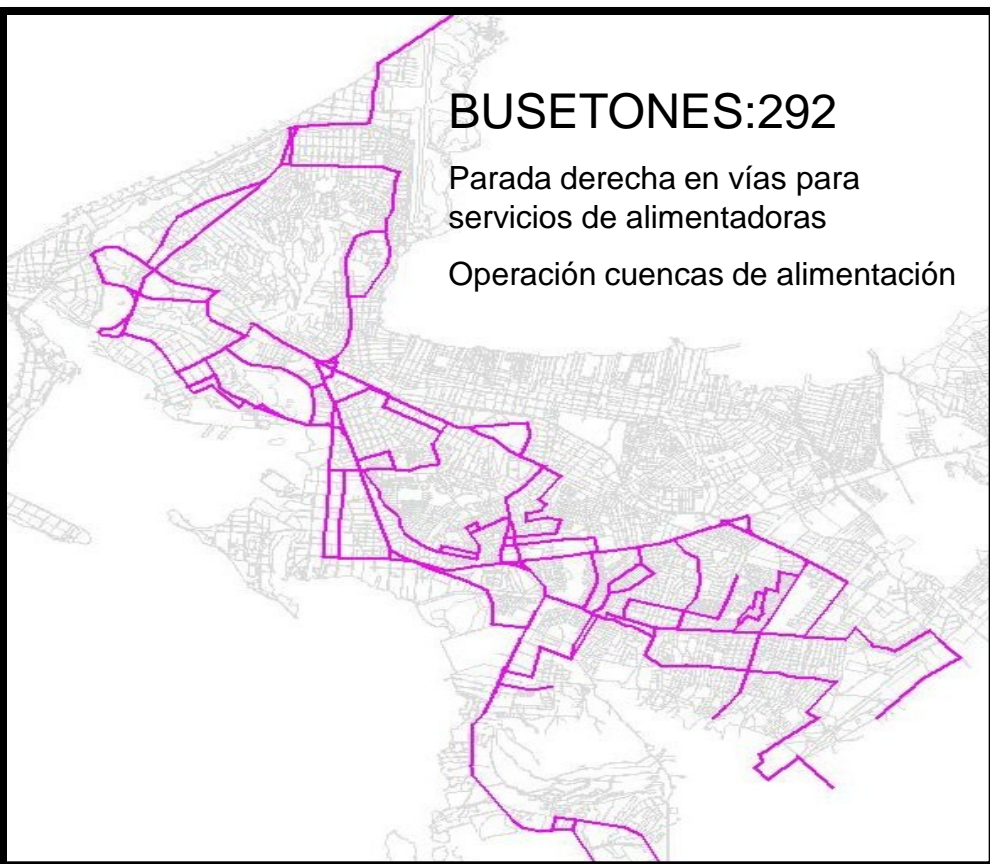 BUSETONES:292
Parada derecha en vías para
servicios de alimentadoras
Operación cuencas de alimentación